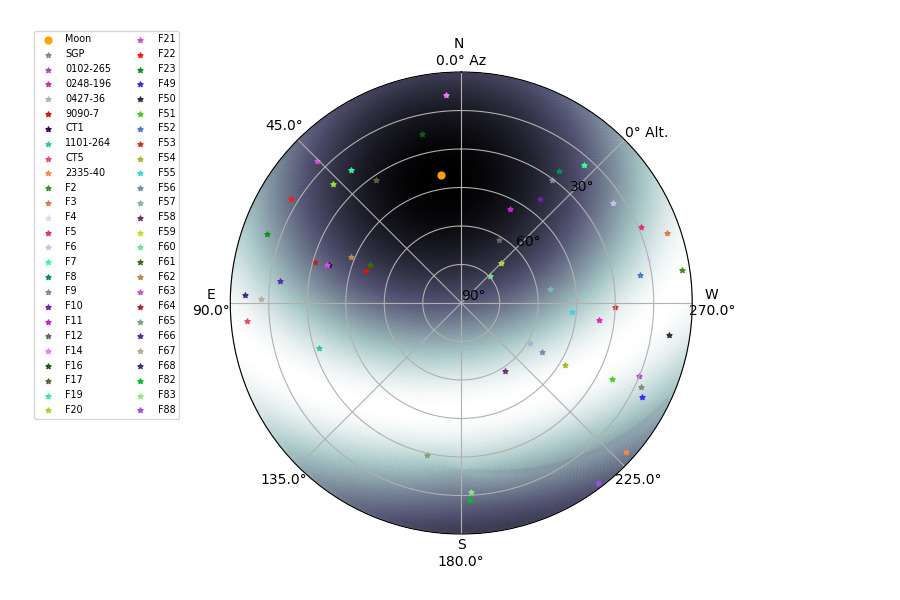 Moon
SGP
0102-265
0248-196
0427-36
9090-7
CT1
1101-264
CT5
2335-40
F2
F3
F4
F5
F6
F7
F8
F9
F10
F11
F12
F14
F16
F17
F19
F20
F21
F22
F23
F49
F50
F51
F52
F53
F54
F55
F56
F57
F58
F59
F60
F61
F62
F63
F64
F65
F66
F67
F68
F82
F83
F88
N
0.0° Az
45.0°
0° Alt.
30°
60°
90°
E
90.0°
W
270.0°
135.0°
225.0°
S
180.0°